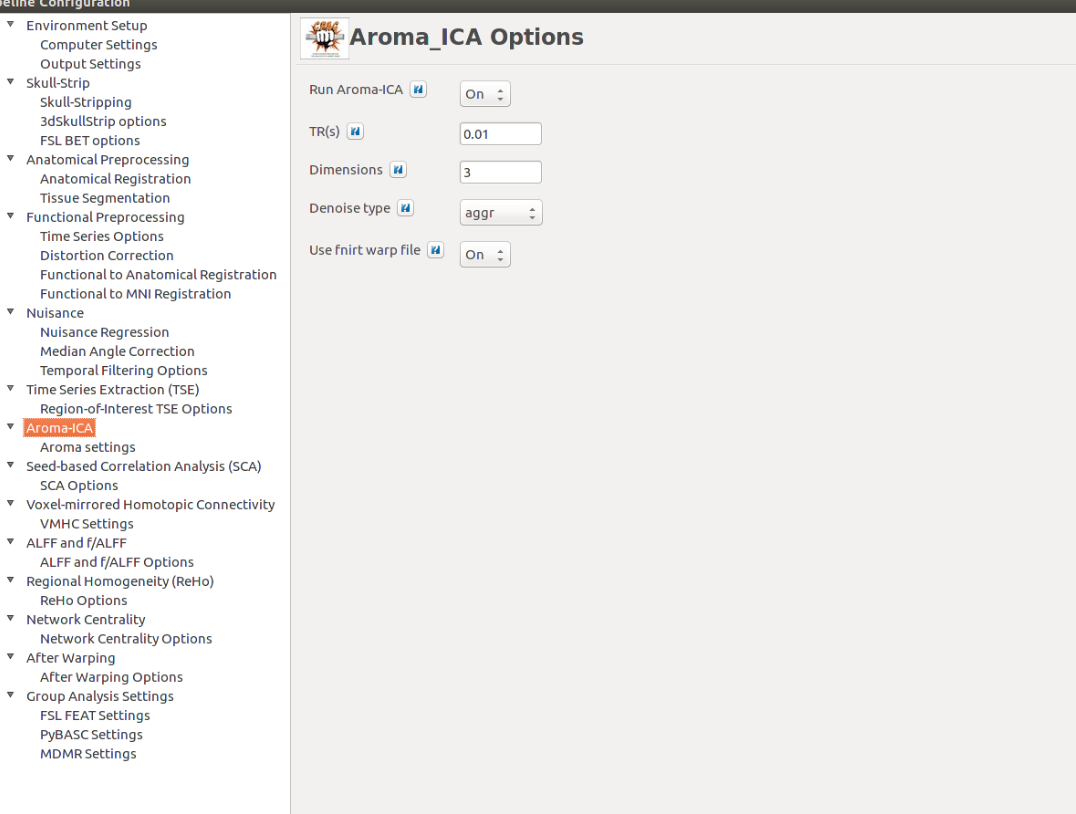 peline Configuration
Environment Setup
Computer Settings
Output Settings
Skull-Strip
Skull-Stripping
3dSkullStrip options
FSL BET options
Anatomical Preprocessing
Anatomical Registration
Tissue Segmentation
Functional Preprocessing
Time Series Options
Distortion Correction
Functional to Anatomical Registration
Functional to MNI Registration
Nuisance
Nuisance Regression
Median Angle Correction
Temporal Filtering Options
Time Series Extraction (TSE)
Region-of-Interest TSE Options
Aroma-ICA
Aroma settings
Seed-based Correlation Analysis (SCA)
SCA Options
Voxel-mirrored Homotopic Connectivity
VMHC Settings
ALFF and f/ALFF
ALFF and f/ALFF Options
Regional Homogeneity (ReHo)
ReHo Options
Network Centrality
Network Centrality Options
After Warping
After Warping Options
Group Analysis Settings
FSL FEAT Settings
PyBASC Settings
MDMR Settings
Aroma_ICA Options
Run Aroma-ICA On
TR(s) 0.01
Dimensions 3
Denoise type aggr
Use fnirt warp file On